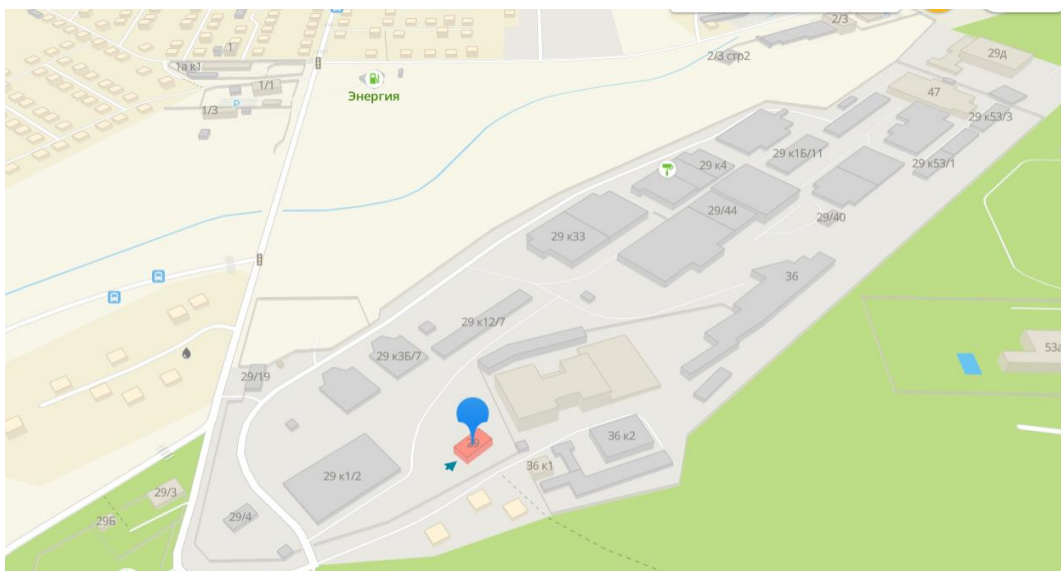 2/3
1
2/3 стр2
29д
1а к1
1/1
Энергия
47
1/3
P
29 к53/3
29 к1Б/11
29 к4
29 к53/1
29/44
29/40
29 к33
36
29 к12/7
53а
29 к3Б/7
29/19
29
36 к2
36 к1
29 к1/2
29/3
29/4
29Б